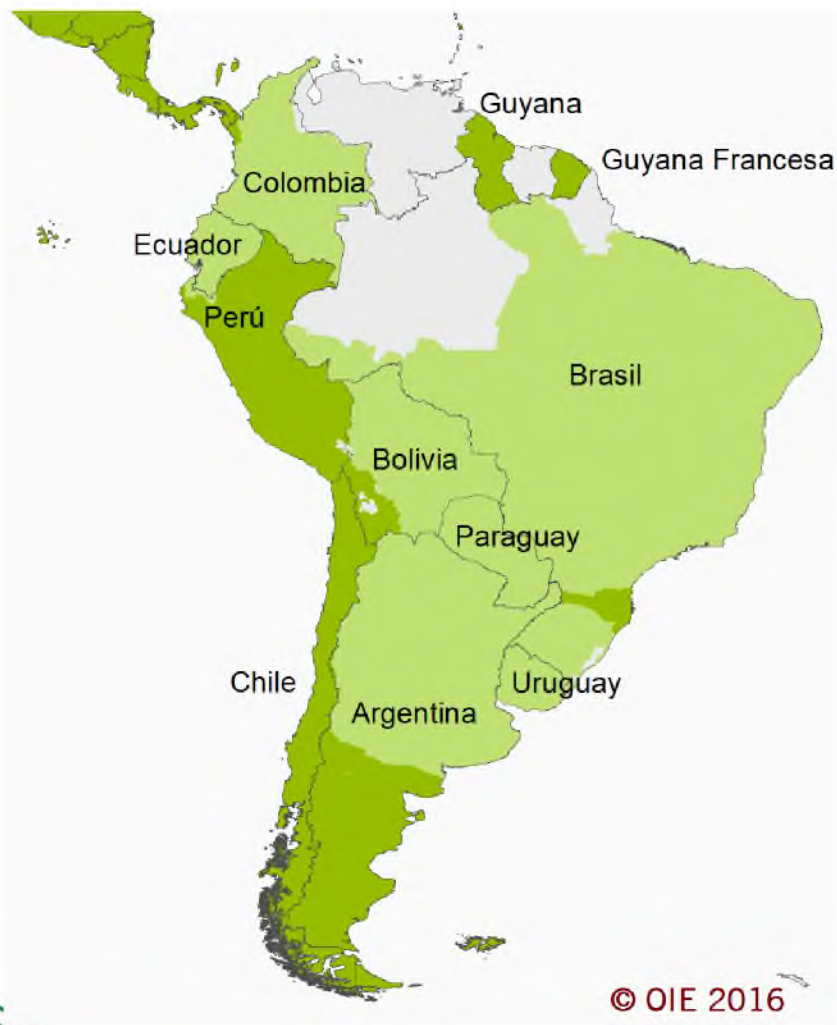 Guyana
Guyana Francesa
Colombia
Ecuador
Perú
Brasil
Bolivia
Paraguay
Chile
Uruguay
Argentina
© OIE 2016